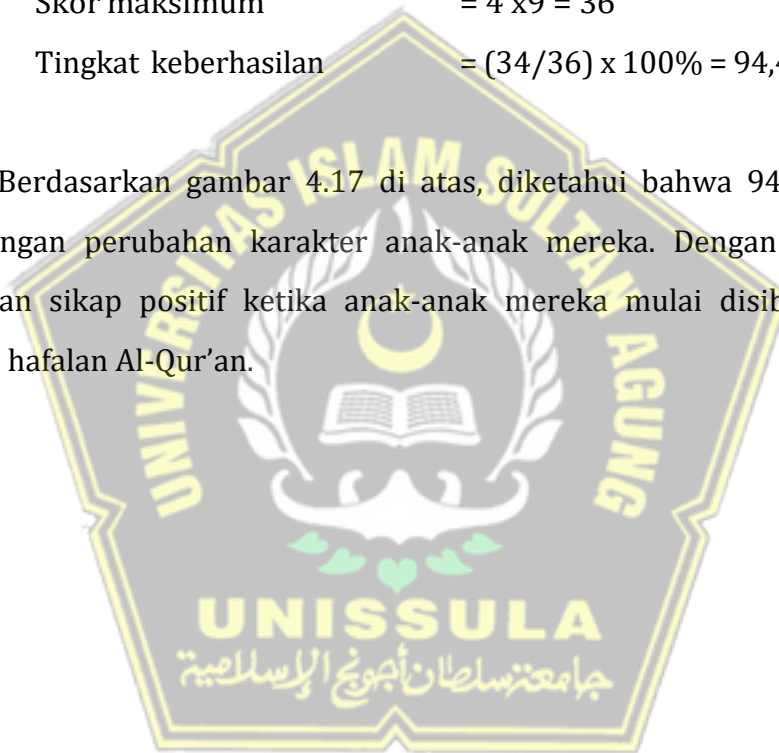 Skor maksimum = 4 x9 = 36
Tingkat keberhasilan = (34/36) x 100% = 94,4
Berdasarkan gambar 4.17 di atas, diketahui bahwa 94
ngan perubahan karakter anak-anak mereka. Dengan
an sikap positif ketika anak-anak mereka mulai disib
hafalan Al-Qur’an.
UNIVERSITAS ISLAM SULTAN AGUNG
UNISSULA
جامعة سلطان أجونج الإسلامية